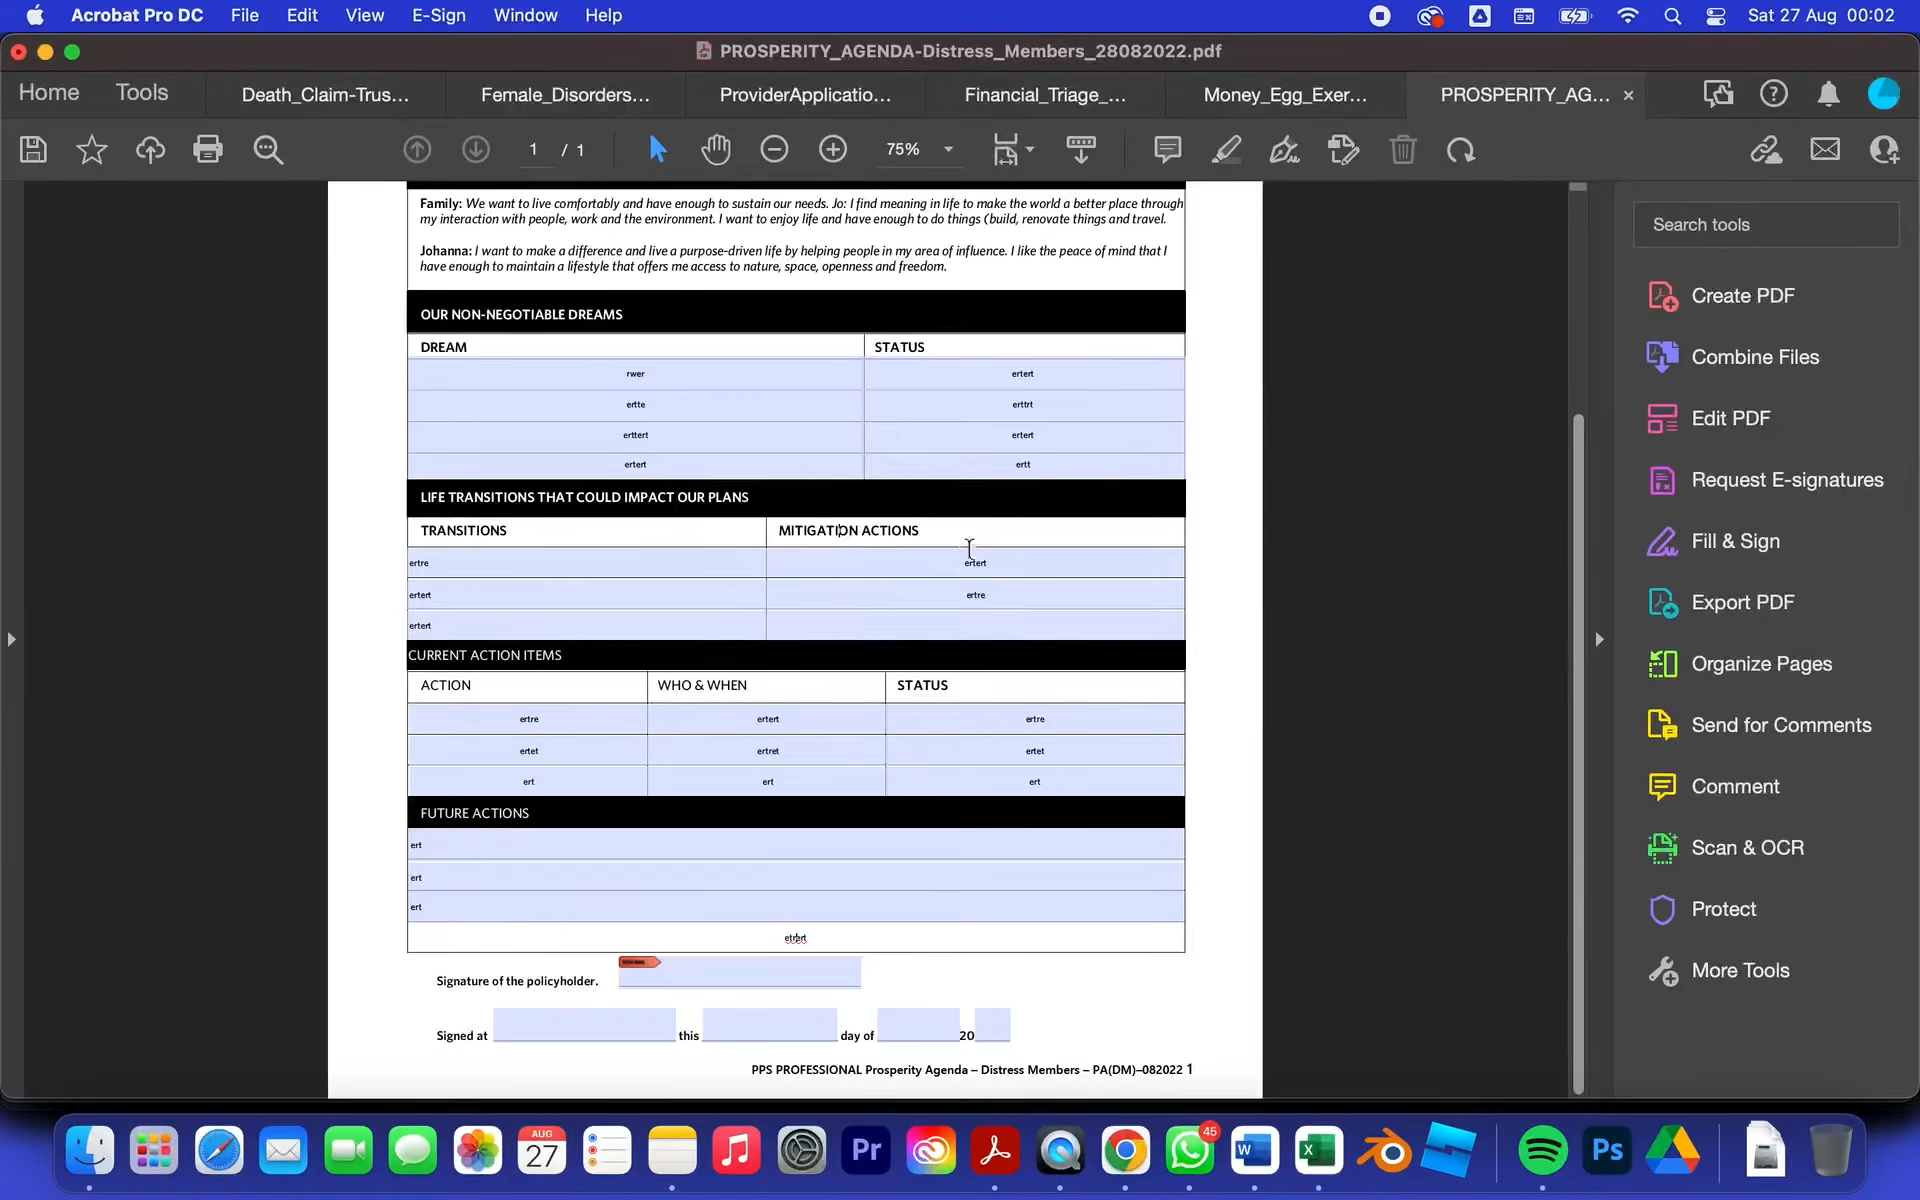 Acrobat Pro DC File Edit View E-Sign Window Help Sat 27 Aug 00:02
PROSPERITY_AGENDA-Distress_Members_28082022.pdf
Home Tools Death_Claim-Trus... Female_Disorders... ProviderApplicatio... Financial_Triage_... Money_Egg_Exer... PROSPERITY_AG... ×
1 / 1 75%
Family: We want to live comfortably and have enough to sustain our needs. Jo: I find meaning in life to make the world a better place through
my interaction with people, work and the environment. I want to enjoy life and have enough to do things (build, renovate things and travel.
Johanna: I want to make a difference and live a purpose-driven life by helping people in my area of influence. I like the peace of mind that I
have enough to maintain a lifestyle that offers me access to nature, space, openness and freedom.
OUR NON-NEGOTIABLE DREAMS
DREAM STATUS
rwer ertert
ertte erttrt
erttert ertert
ertert ertt
LIFE TRANSITIONS THAT COULD IMPACT OUR PLANS
TRANSITIONS MITIGATION ACTIONS
ertre ertert
ertert ertre
ertert
CURRENT ACTION ITEMS
ACTION WHO & WHEN STATUS
ertre ertert ertre
ertet ertret ertet
ert ert ert
FUTURE ACTIONS
ert
ert
ert
Signature of the policyholder.
Signed at this day of 20
PPS PROFESSIONAL Prosperity Agenda – Distress Members – PA(DM)–082022 1
Search tools
Create PDF
Combine Files
Edit PDF
Request E-signatures
Fill & Sign
Export PDF
Organize Pages
Send for Comments
Comment
Scan & OCR
Protect
More Tools
AUG
27
Pr
45
W
X
Ps